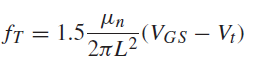 f_T = 1.5 \frac{\mu_n}{2\pi L^2} (V_{GS} − V_t)